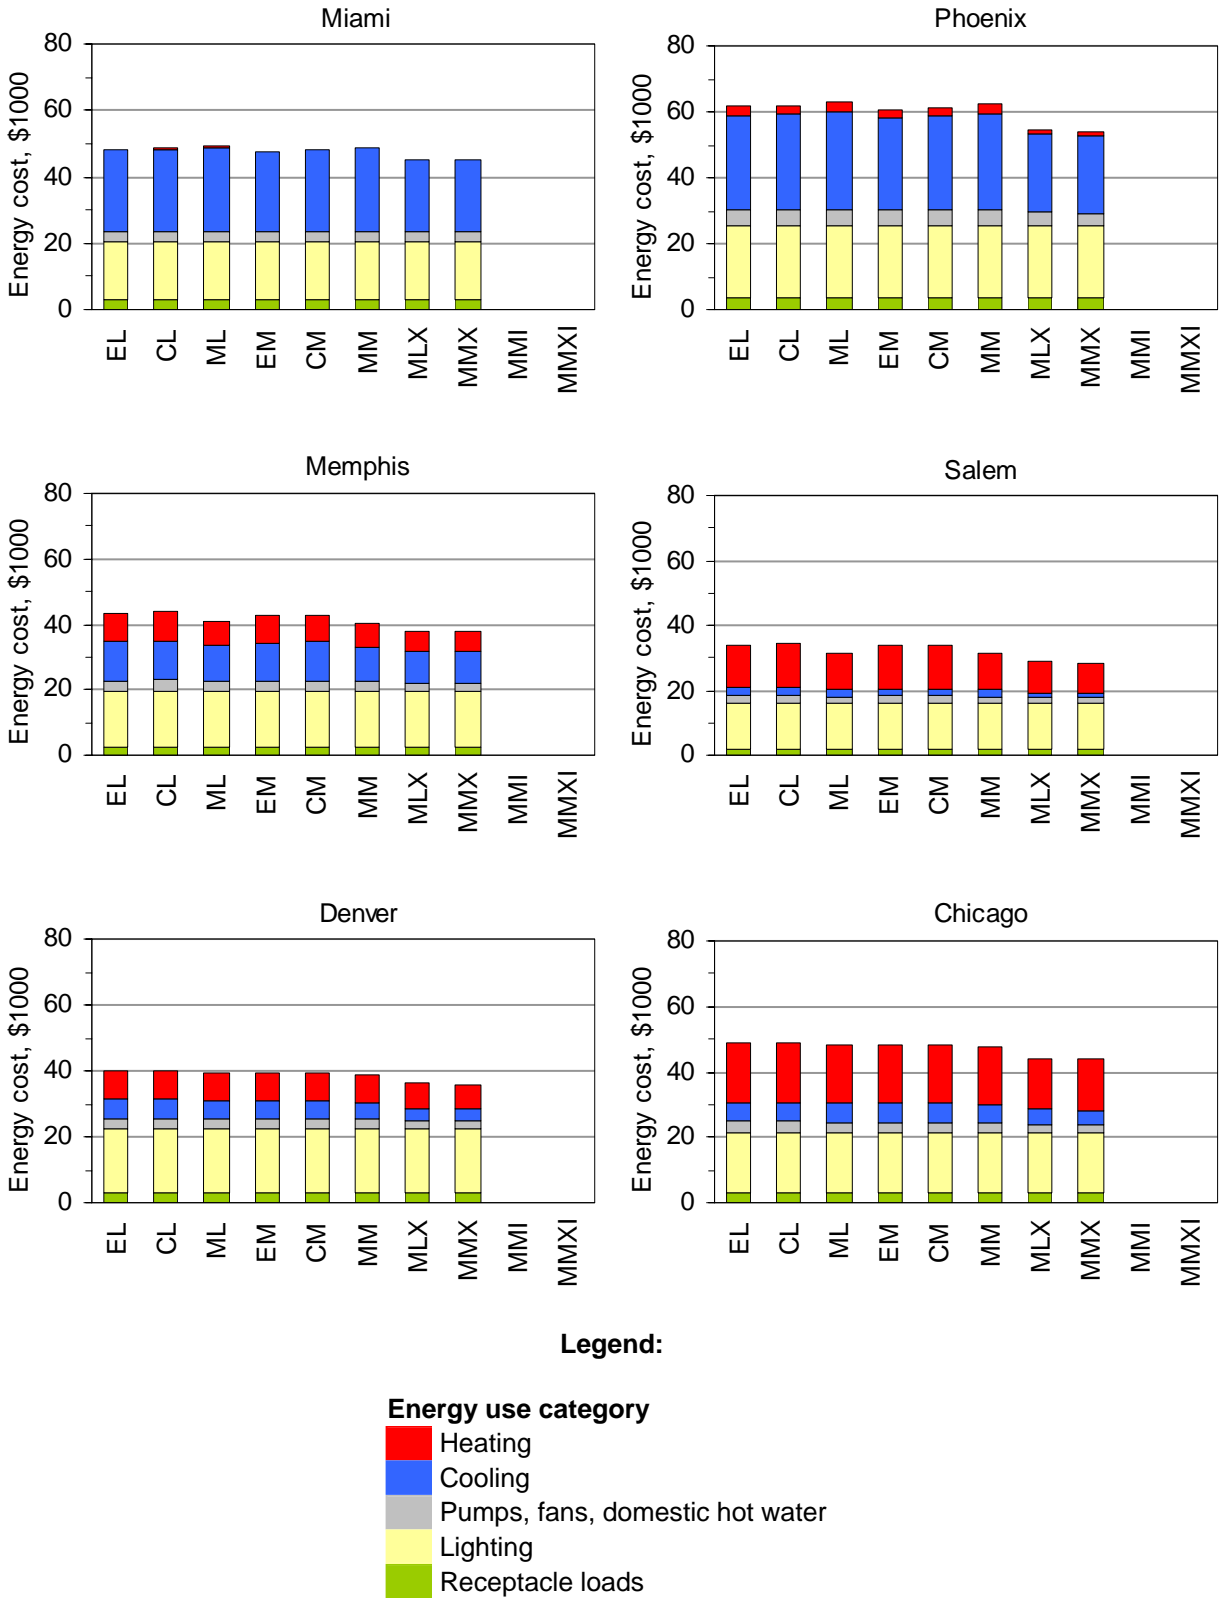 Miami
Energy cost, $1000
80
60
40
20
0
EL CL ML EM CM MM MLX MMX MMI MMXI
Phoenix
Energy cost, $1000
80
60
40
20
0
EL CL ML EM CM MM MLX MMX MMI MMXI
Memphis
Energy cost, $1000
80
60
40
20
0
EL CL ML EM CM MM MLX MMX MMI MMXI
Salem
Energy cost, $1000
80
60
40
20
0
EL CL ML EM CM MM MLX MMX MMI MMXI
Denver
Energy cost, $1000
80
60
40
20
0
EL CL ML EM CM MM MLX MMX MMI MMXI
Chicago
Energy cost, $1000
80
60
40
20
0
EL CL ML EM CM MM MLX MMX MMI MMXI
Legend:
Energy use category
Heating
Cooling
Pumps, fans, domestic hot water
Lighting
Receptacle loads